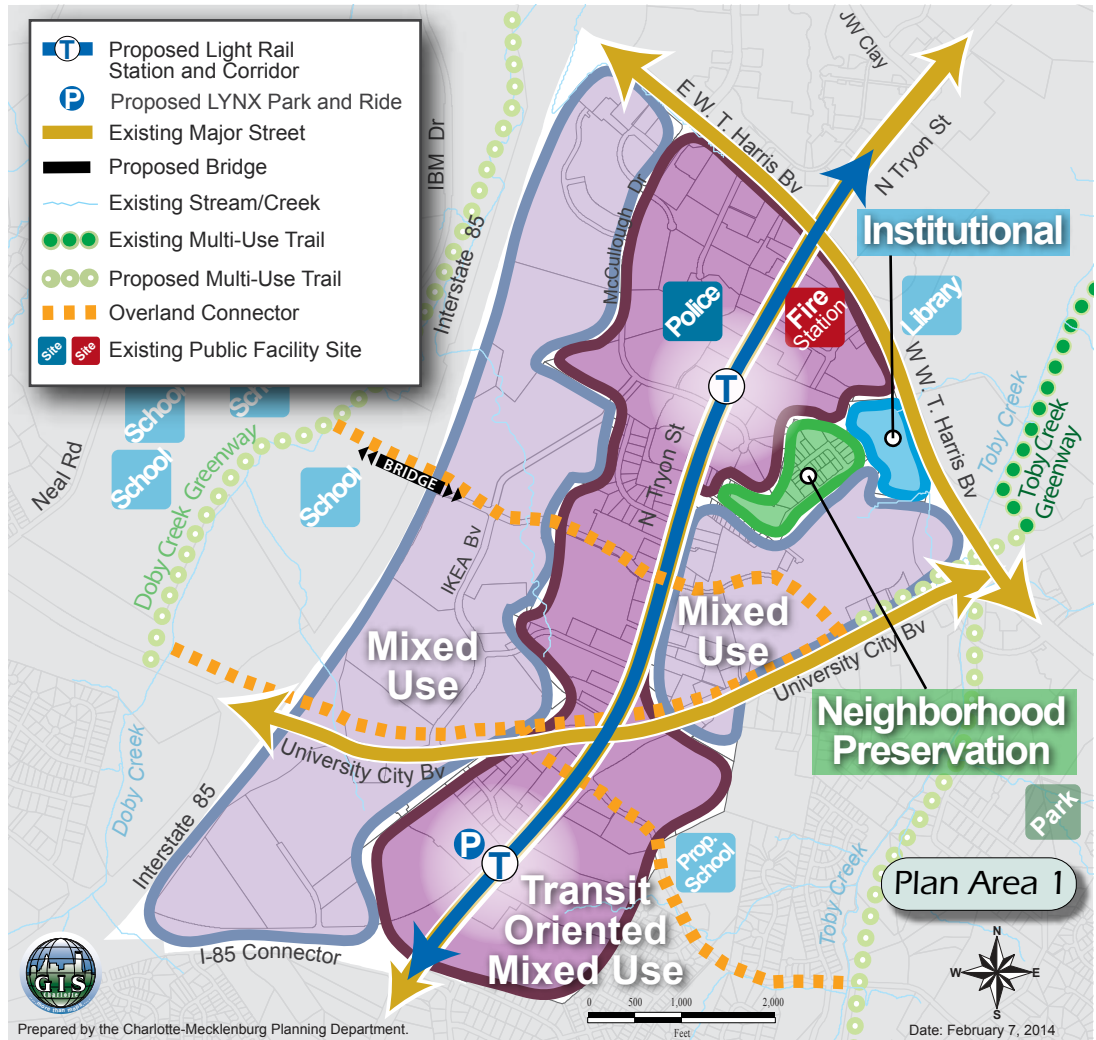 Proposed Light Rail
Station and Corridor
Proposed LYNX Park and Ride
Existing Major Street
Proposed Bridge
Existing Stream/Creek
Existing Multi-Use Trail
Proposed Multi-Use Trail
Overland Connector
Existing Public Facility Site
T
P
Site
Site
JW Clay
E W. T. Harris Bv
N Tryon St
IBM Dr
Interstate 85
McCullough Dr
Institutional
Police
Fire
Station
Library
W W. T. Harris Bv
Toby Creek
Toby Creek
Greenway
T
School
School
School
School
Neal Rd
Doby Creek Greenway
BRIDGE
N Tryon St
IKEA Bv
Mixed
Use
Mixed
Use
University City Bv
Neighborhood
Preservation
University City Bv
Doby Creek
Interstate 85
P
T
Prop.
School
Park
Toby Creek
Plan Area 1
Transit
Oriented
Mixed Use
I-85 Connector
GIS
Charlotte
N
W
E
S
0 500 1,000 2,000
Feet
Prepared by the Charlotte-Mecklenburg Planning Department.
Date: February 7, 2014